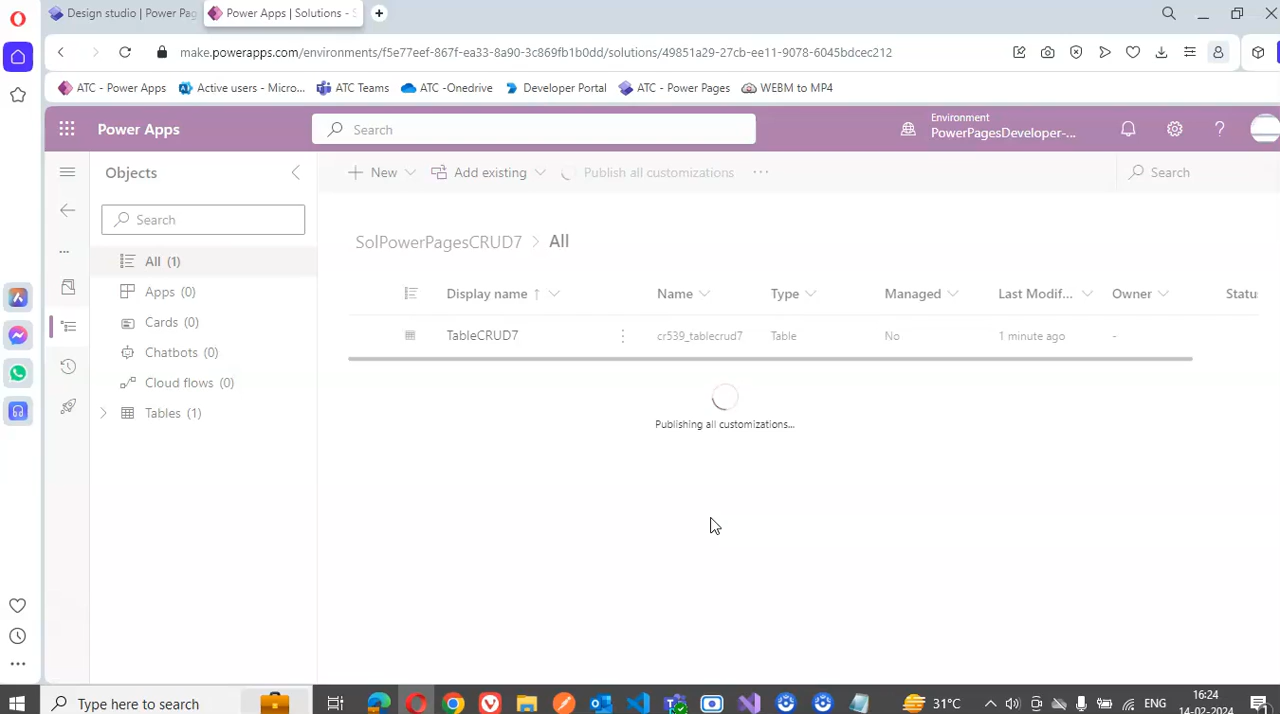 Design studio | Power Pag
Power Apps | Solutions - S
make.powerapps.com/environments/f5e77eef-867f-ea33-8a90-3c869fb1b0dd/solutions/49851a29-27cb-ee11-9078-6045bdcec212
ATC - Power Apps
Active users - Micro...
ATC Teams
ATC -Onedrive
Developer Portal
ATC - Power Pages
WEBM to MP4
Power Apps
Search
Environment
PowerPagesDeveloper-...
Objects
New
Add existing
Publish all customizations
Search
Search
SolPowerPagesCRUD7 > All
All (1)
Apps (0)
Cards (0)
Chatbots (0)
Cloud flows (0)
Tables (1)
Display name ↑
Name
Type
Managed
Last Modif...
Owner
Statu
TableCRUD7
cr539_tablecrud7
Table
No
1 minute ago
-
Publishing all customizations...
Type here to search
31°C
ENG
16:24
14-02-2024